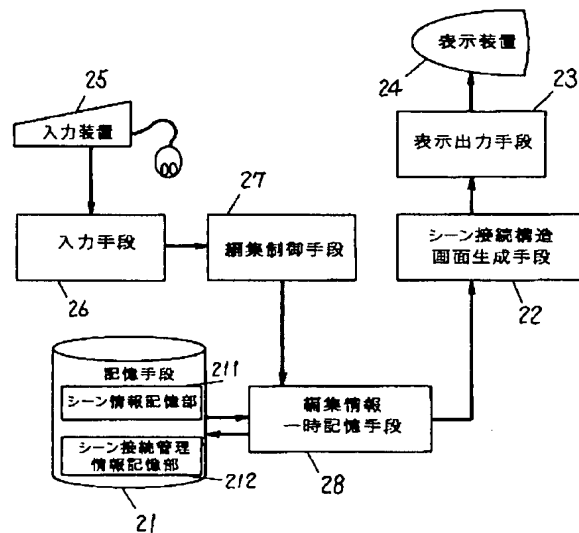 表示装置
24
23
25
入力装置
表示出力手段
27
入力手段
編集制御手段
シーン接続構造
画面生成手段
26
22
記憶手段
211
シーン情報記憶部
編集情報
一時記憶手段
シーン接続管理
情報記憶部
212
28
21